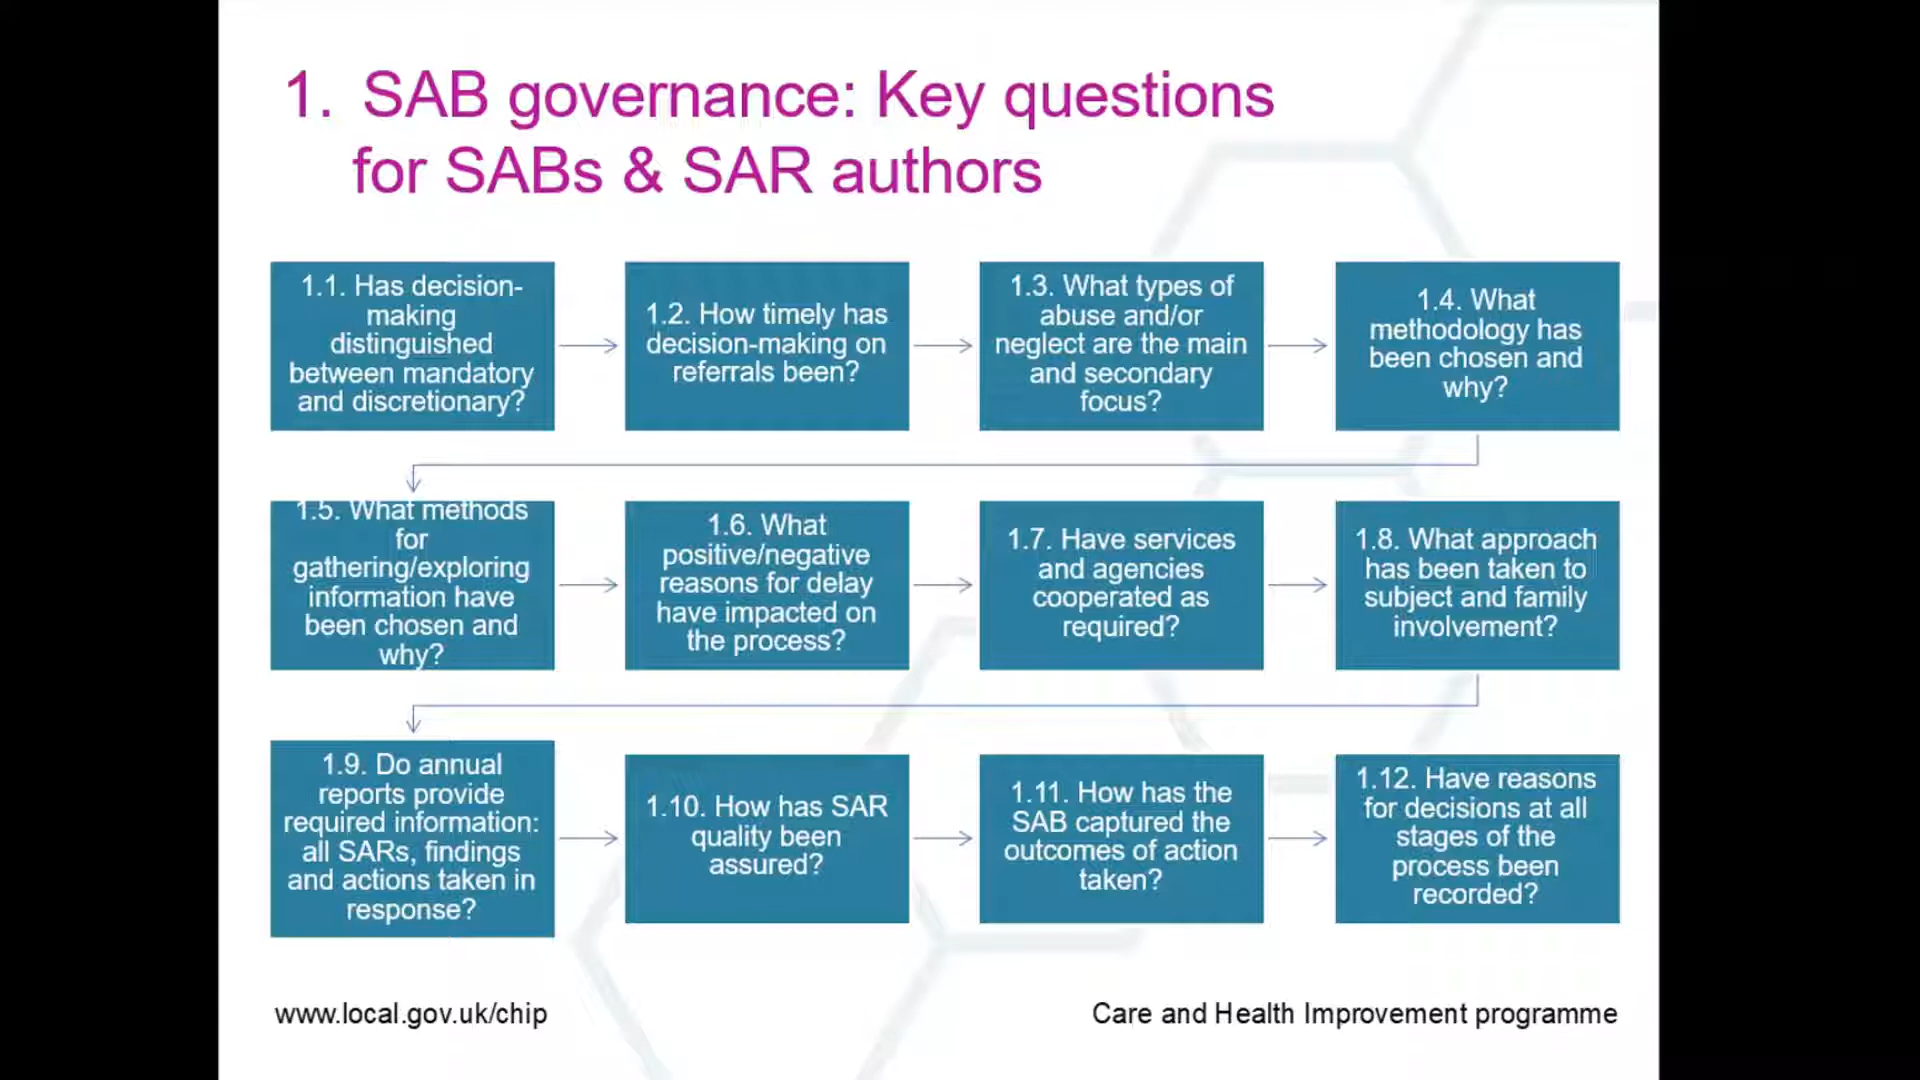 1. SAB governance: Key questions
for SABs & SAR authors
1.1. Has decision-
making
distinguished
between mandatory
and discretionary?
1.2. How timely has
decision-making on
referrals been?
1.3. What types of
abuse and/or
neglect are the main
and secondary
focus?
1.4. What
methodology has
been chosen and
why?
1.5. What methods
for
gathering/exploring
information have
been chosen and
why?
1.6. What
positive/negative
reasons for delay
have impacted on
the process?
1.7. Have services
and agencies
cooperated as
required?
1.8. What approach
has been taken to
subject and family
involvement?
1.9. Do annual
reports provide
required information:
all SARs, findings
and actions taken in
response?
1.10. How has SAR
quality been
assured?
1.11. How has the
SAB captured the
outcomes of action
taken?
1.12. Have reasons
for decisions at all
stages of the
process been
recorded?
www.local.gov.uk/chip
Care and Health Improvement programme